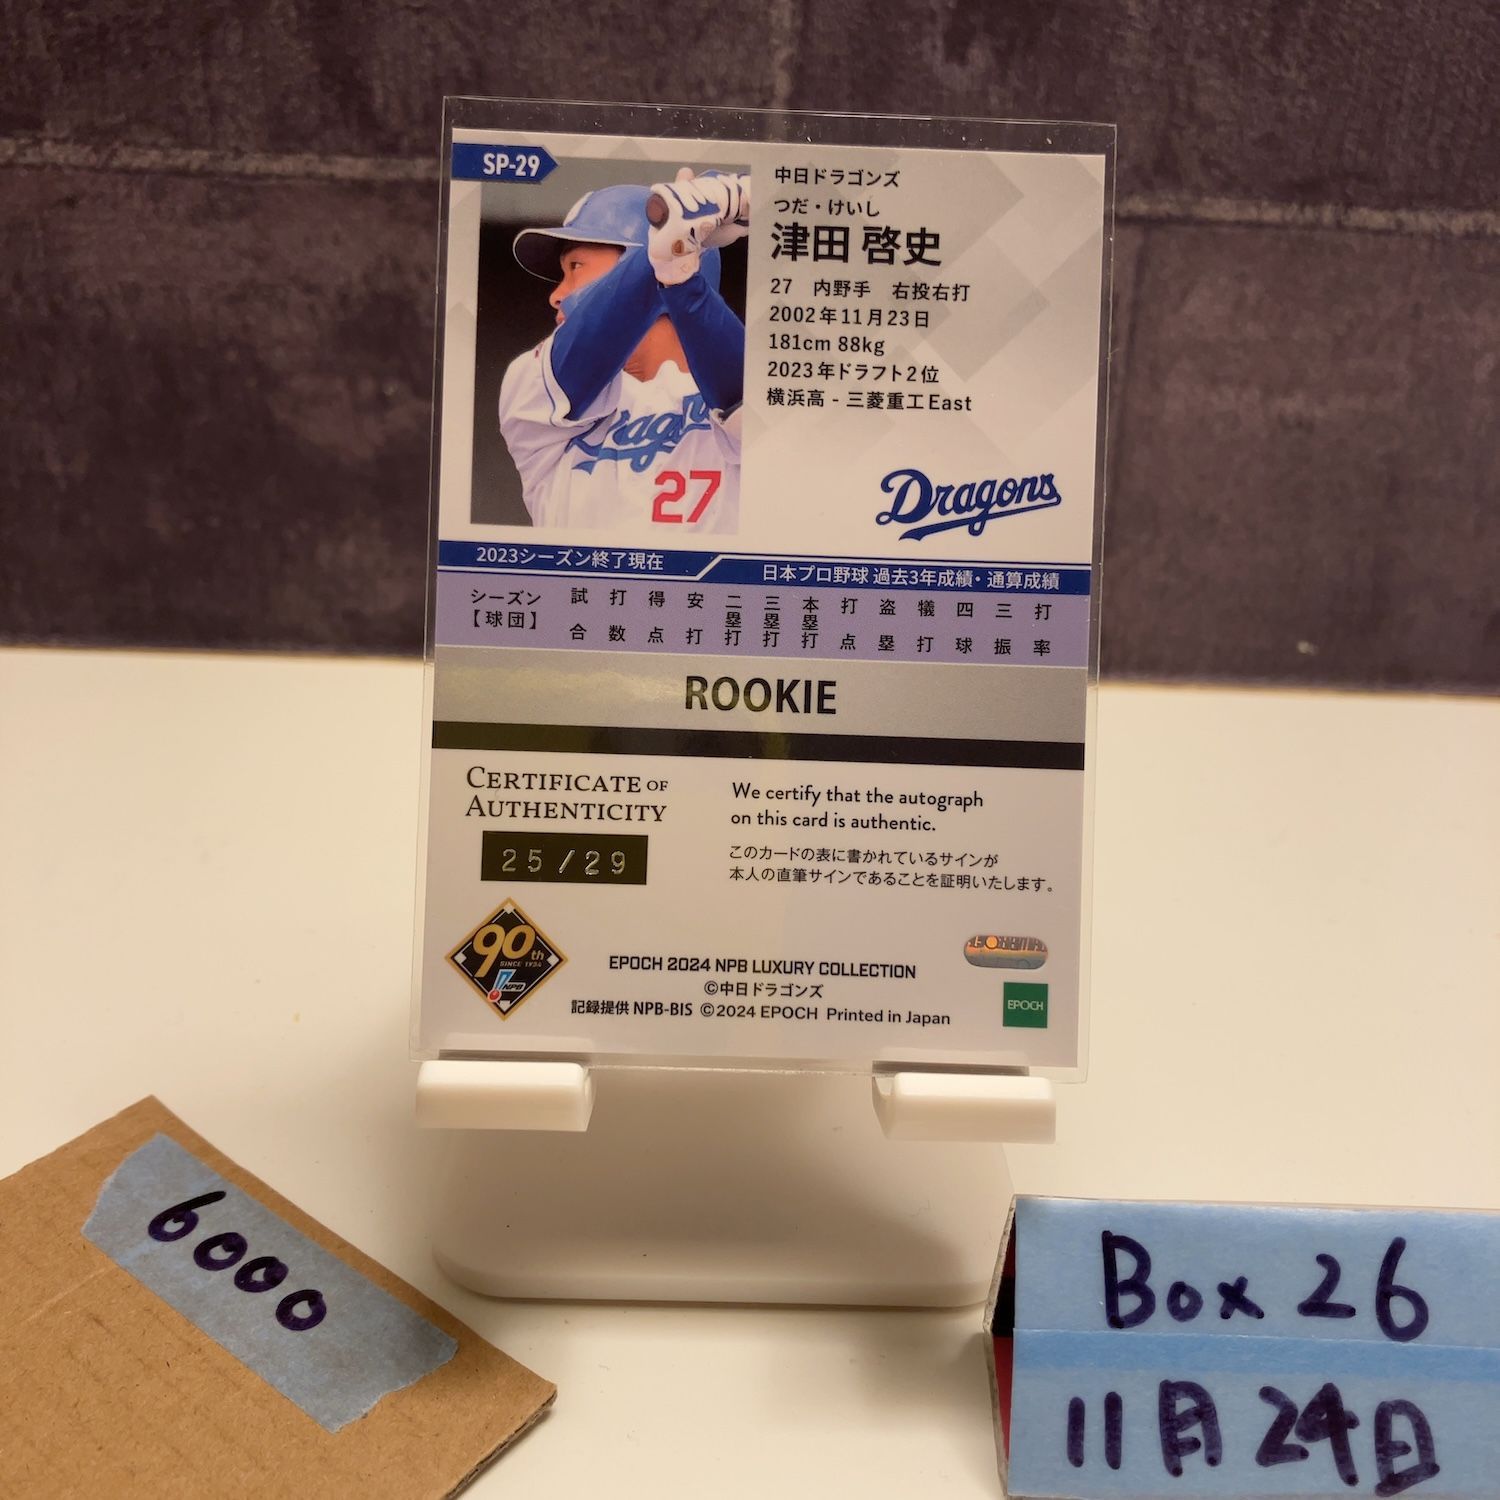 SP-29
中日ドラゴンズ
つだ・けいし
津田 啓史
27 内野手 右投右打
2002年11月23日
181cm 88kg
2023年ドラフト2位
横浜高 - 三菱重工East
Dragons
27
Dragons
2023シーズン終了現在
日本プロ野球 過去3年成績・通算成績
シーズン【球団】 試合 打数 得点 安打 二塁打 三塁打 本塁打 打点 盗塁 犠打 四球 三振 打率
ROOKIE
CERTIFICATE OF
AUTHENTICITY
25/29
We certify that the autograph
on this card is authentic.
このカードの表に書かれているサインが
本人の直筆サインであることを証明いたします。
90th
SINCE 1934
NPB
EPOCH 2024 NPB LUXURY COLLECTION
©中日ドラゴンズ
記録提供 NPB-BIS ©2024 EPOCH Printed in Japan
EPOCH
6000
Box 26
11月24日